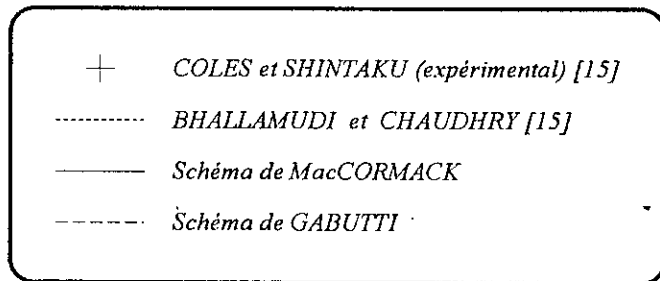 COLES et SHINTAKU (expérimental) [15]
BHALLAMUDI et CHAUDHRY [15]
Schéma de MacCORMACK
Schéma de GABUTTI